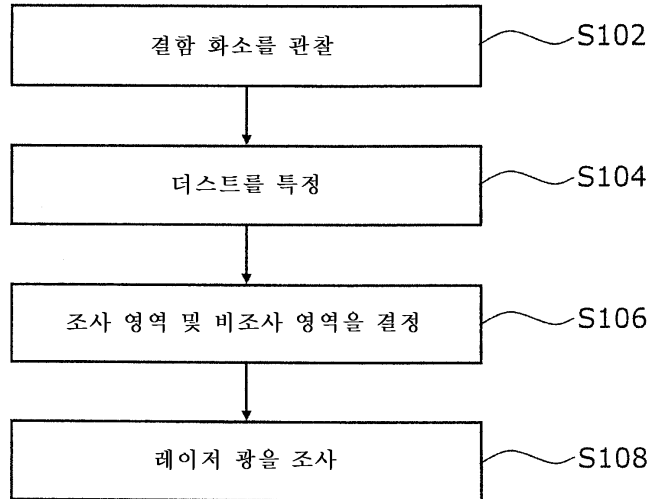 결함 화소를 관찰 S102
더스트를 특정 S104
조사 영역 및 비조사 영역을 결정 S106
레이저 광을 조사 S108